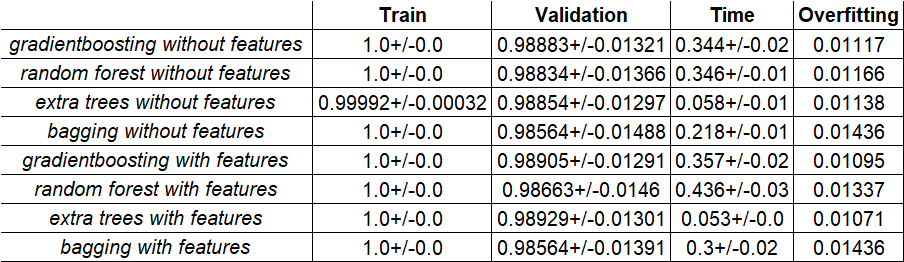 Train Validation Time Overfitting
gradientboosting without features 1.0+/-0.0 0.98883+/-0.01321 0.344+/-0.02 0.01117
random forest without features 1.0+/-0.0 0.98834+/-0.01366 0.346+/-0.01 0.01166
extra trees without features 0.99992+/-0.00032 0.98854+/-0.01297 0.058+/-0.01 0.01138
bagging without features 1.0+/-0.0 0.98564+/-0.01488 0.218+/-0.01 0.01436
gradientboosting with features 1.0+/-0.0 0.98905+/-0.01291 0.357+/-0.02 0.01095
random forest with features 1.0+/-0.0 0.98663+/-0.0146 0.436+/-0.03 0.01337
extra trees with features 1.0+/-0.0 0.98929+/-0.01301 0.053+/-0.0 0.01071
bagging with features 1.0+/-0.0 0.98564+/-0.01391 0.3+/-0.02 0.01436